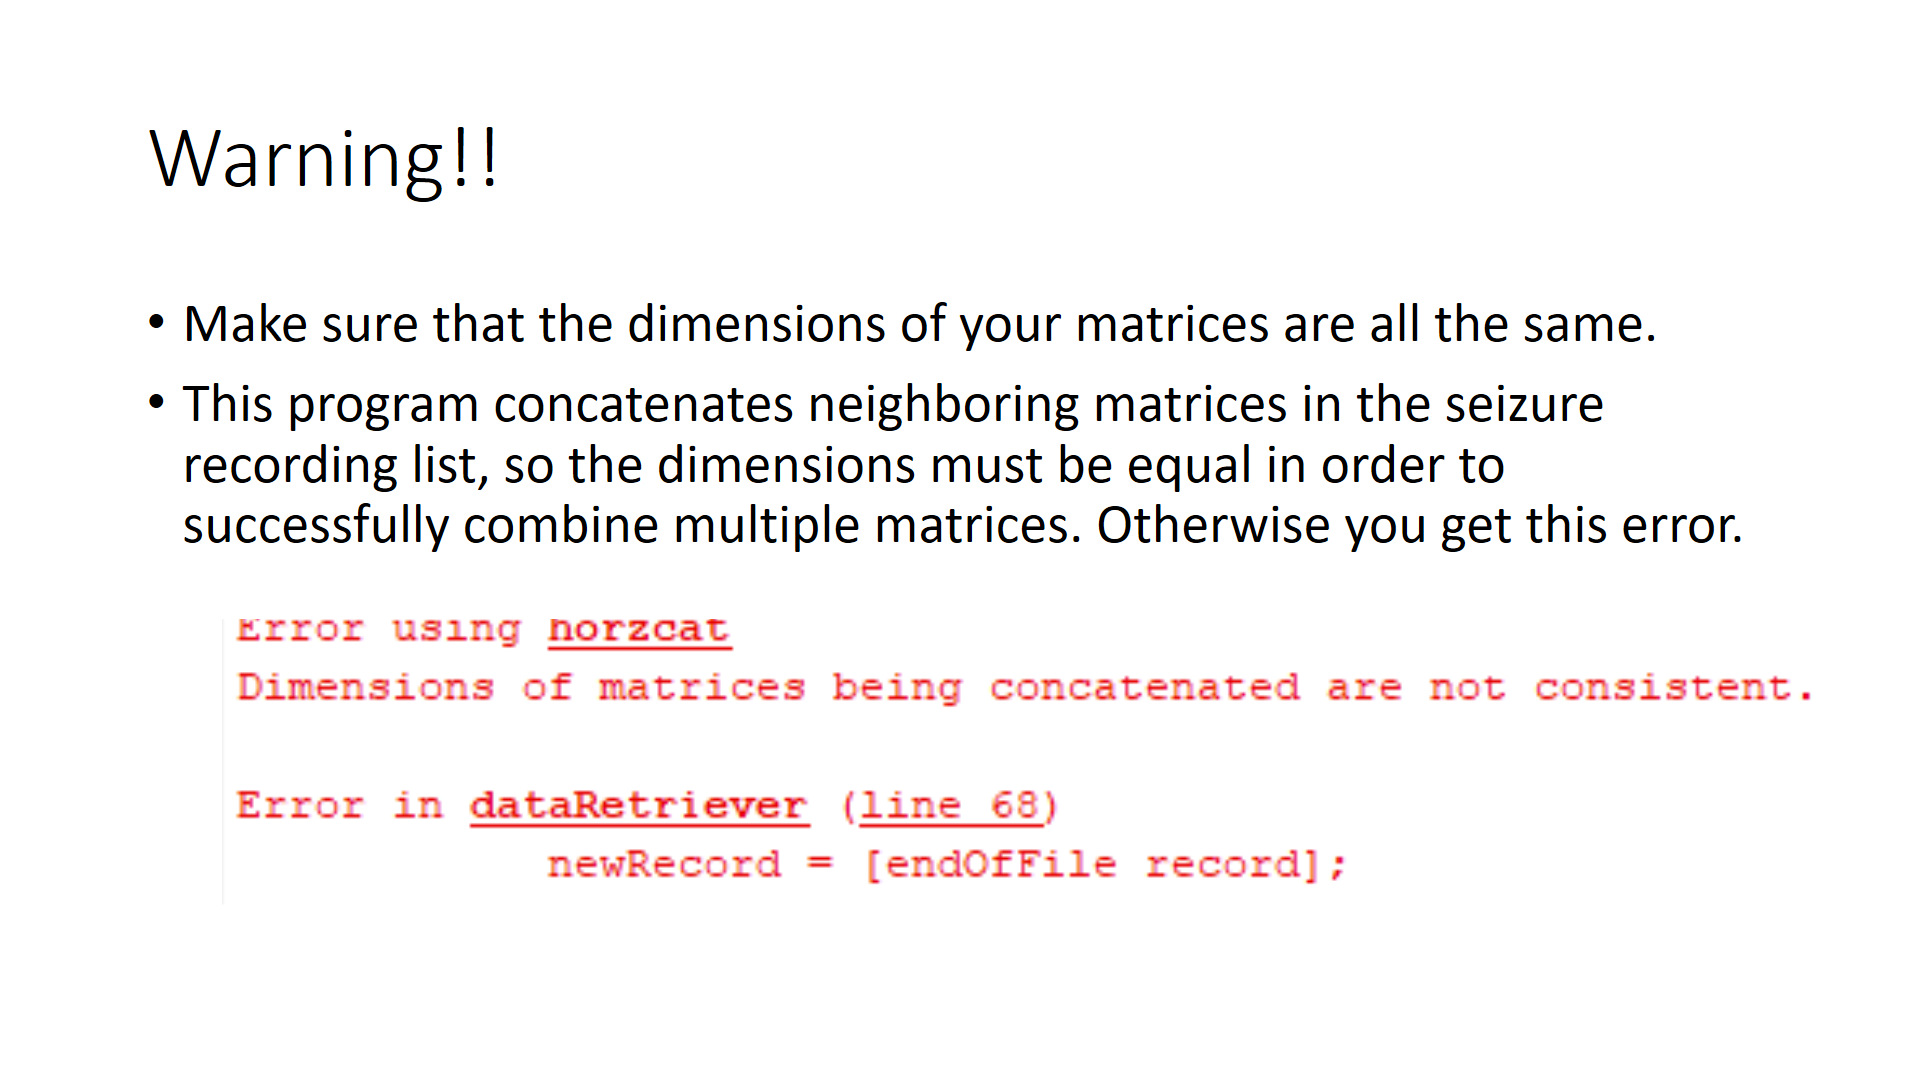 Warning!!
• Make sure that the dimensions of your matrices are all the same.
• This program concatenates neighboring matrices in the seizure
recording list, so the dimensions must be equal in order to
successfully combine multiple matrices. Otherwise you get this error.
Error using horzcat
Dimensions of matrices being concatenated are not consistent.
Error in dataRetriever (line 68)
newRecord = [endOfFile record];